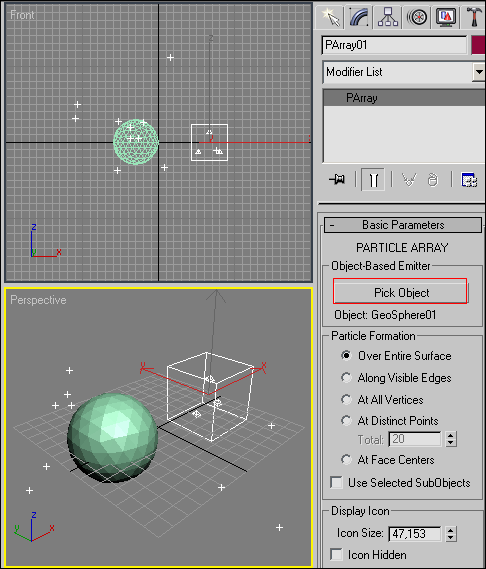 Front
z
y x
Perspective
y x
z
y x
PArray01
Modifier List
PArray
- Basic Parameters
PARTICLE ARRAY
Object-Based Emitter
Pick Object
Object: GeoSphere01
Particle Formation
Over Entire Surface
Along Visible Edges
At All Vertices
At Distinct Points
Total: 20
At Face Centers
Use Selected SubObjects
Display Icon
Icon Size: 47,153
Icon Hidden